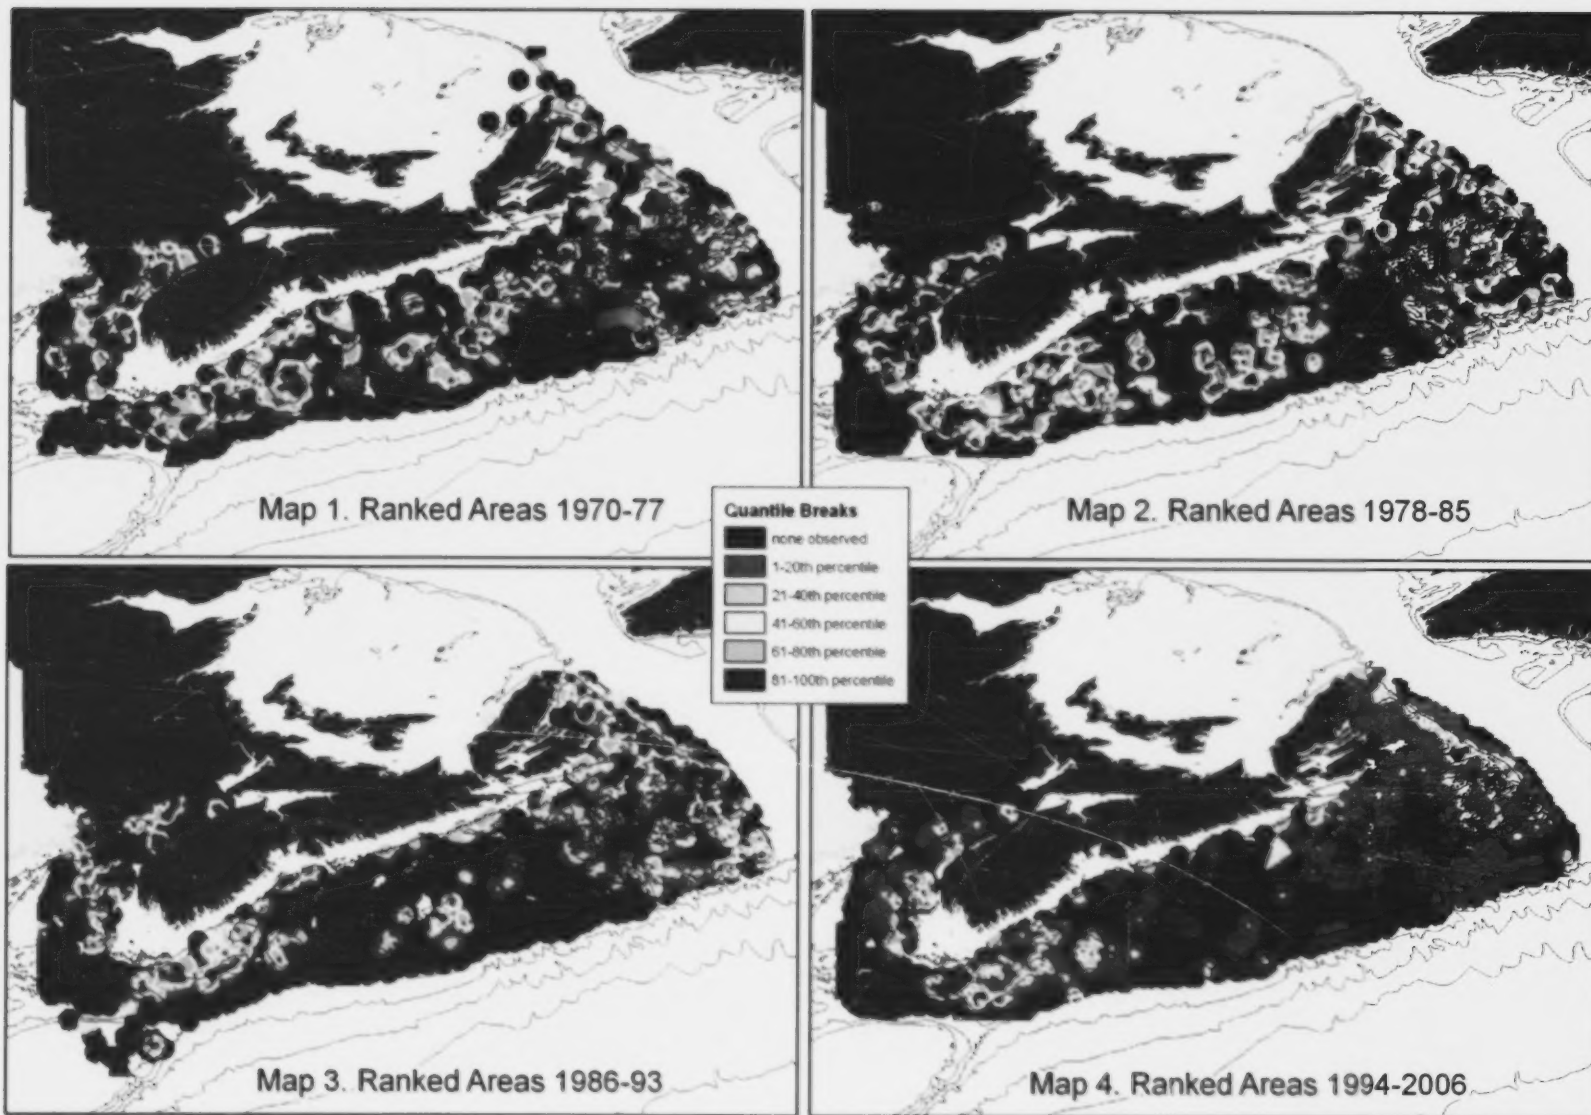 Map 1. Ranked Areas 1970-77
Map 2. Ranked Areas 1978-85
Quantile Breaks
none observed
1-20th percentile
21-40th percentile
41-60th percentile
61-80th percentile
81-100th percentile
Map 3. Ranked Areas 1986-93
Map 4. Ranked Areas 1994-2006